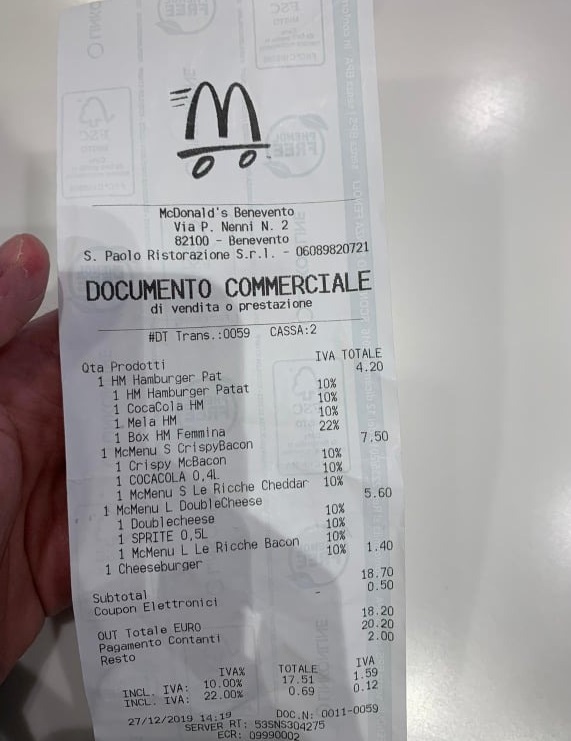 McDonald's Benevento
Via P. Nenni N. 2
82100 - Benevento
S. Paolo Ristorazione S.r.l. - 06089820721
DOCUMENTO COMMERCIALE
di vendita o prestazione
#DT Trans.:0059 CASSA:2
Qta Prodotti IVA TOTALE
1 HM Hamburger Pat 4.20
1 HM Hamburger Patat 10%
1 CocaCola HM 10%
1 Mela HM 10%
1 Box HM Femmina 22%
1 McMenu S CrispyBacon 7.50
1 Crispy McBacon 10%
1 COCACOLA 0,4L 10%
1 McMenu S Le Ricche Cheddar 10%
1 McMenu L DoubleCheese 5.60
1 Doublecheese 10%
1 SPRITE 0,5L 10%
1 McMenu L Le Ricche Bacon 10%
1 Cheeseburger 10% 1.40
Subtotal 18.70
Coupon Elettronici - 0.50
OUT Totale EURO 18.20
Pagamento Contanti 20.20
Resto 2.00
IVA% TOTALE IVA
INCL. IVA: 10.00% 17.51 1.59
INCL. IVA: 22.00% 0.69 0.12
27/12/2019 14:19 DOC.N: 0011-0059
SERVER RT: 53SNS304275
ECR: 09990002